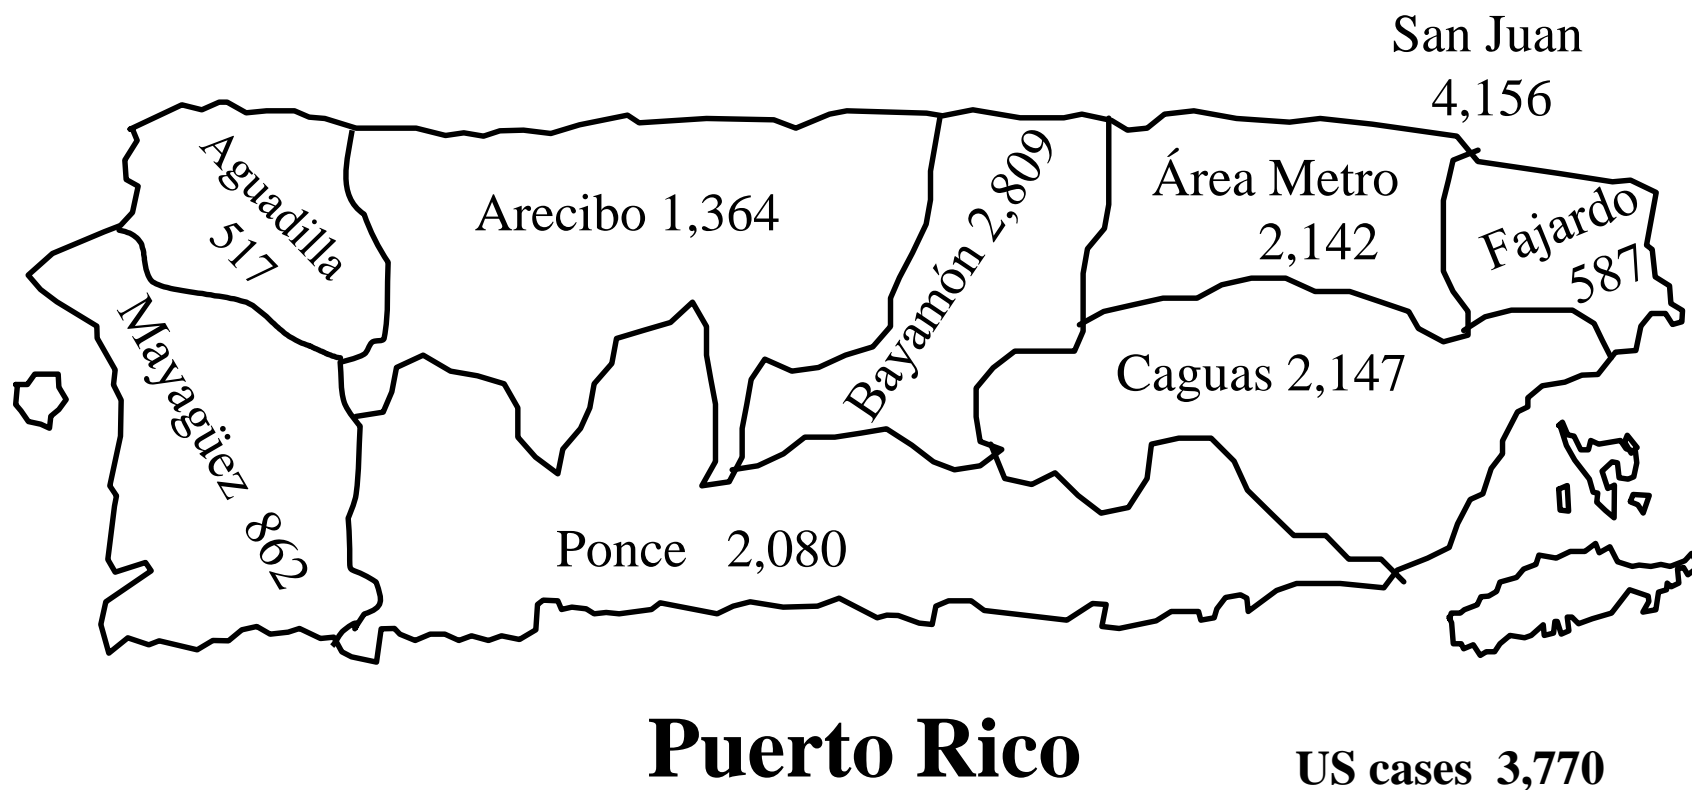 San Juan
4,156
Aguadilla
517
Arecibo 1,364
Bayamón 2,809
Área Metro
2,142
Fajardo
587
Mayagüez 862
Caguas 2,147
Ponce 2,080
Puerto Rico
US cases 3,770